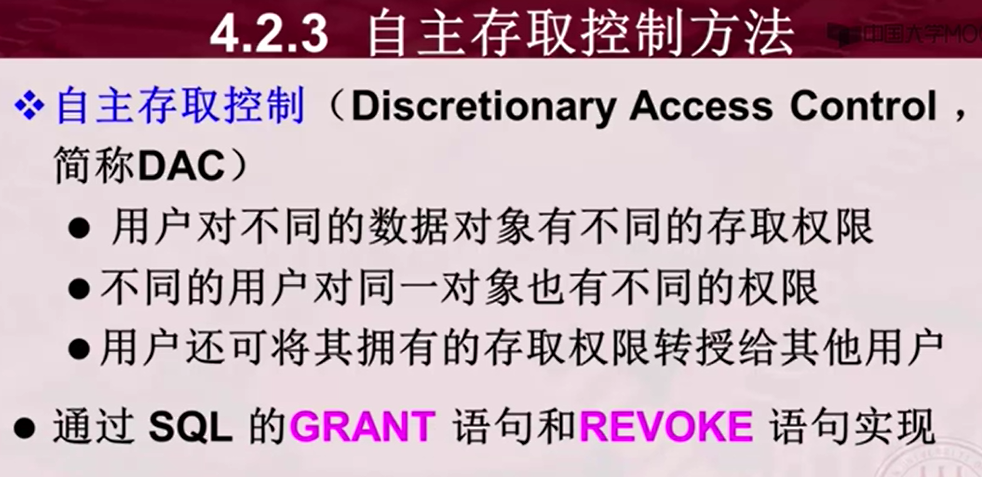 4.2.3 自主存取控制方法
中国大学MO
❖自主存取控制（Discretionary Access Control ，
简称DAC）
● 用户对不同的数据对象有不同的存取权限
● 不同的用户对同一对象也有不同的权限
● 用户还可将其拥有的存取权限转授给其他用户
● 通过 SQL 的GRANT 语句和REVOKE 语句实现